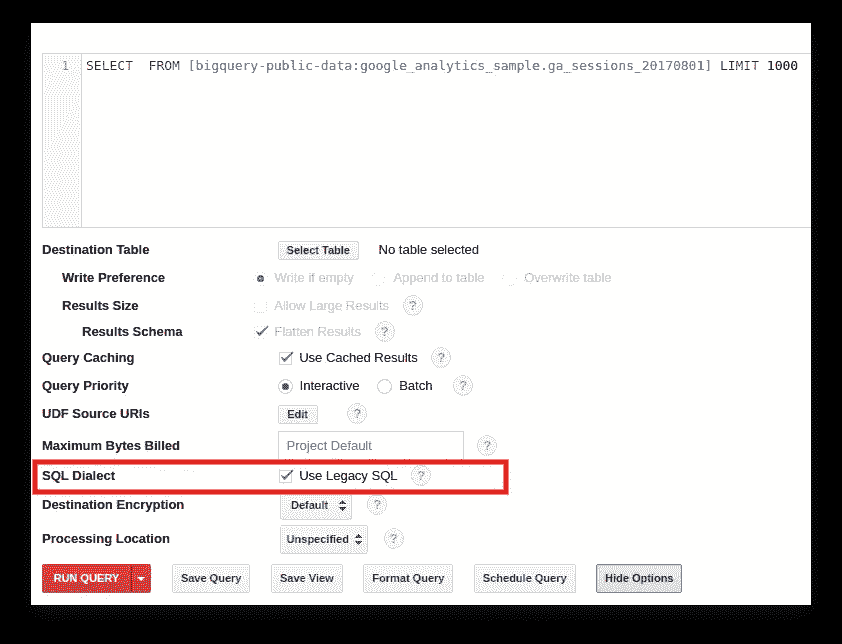 1 SELECT  FROM [bigquery-public-data:google_analytics_sample.ga_sessions_20170801] LIMIT 1000
Destination Table Select Table No table selected
Write Preference Write if empty Append to table Overwrite table
Results Size Allow Large Results ?
Results Schema Flatten Results ?
Query Caching Use Cached Results ?
Query Priority Interactive Batch ?
UDF Source URIs Edit ?
Maximum Bytes Billed Project Default ?
SQL Dialect Use Legacy SQL ?
Destination Encryption Default ?
Processing Location Unspecified ?
RUN QUERY Save Query Save View Format Query Schedule Query Hide Options